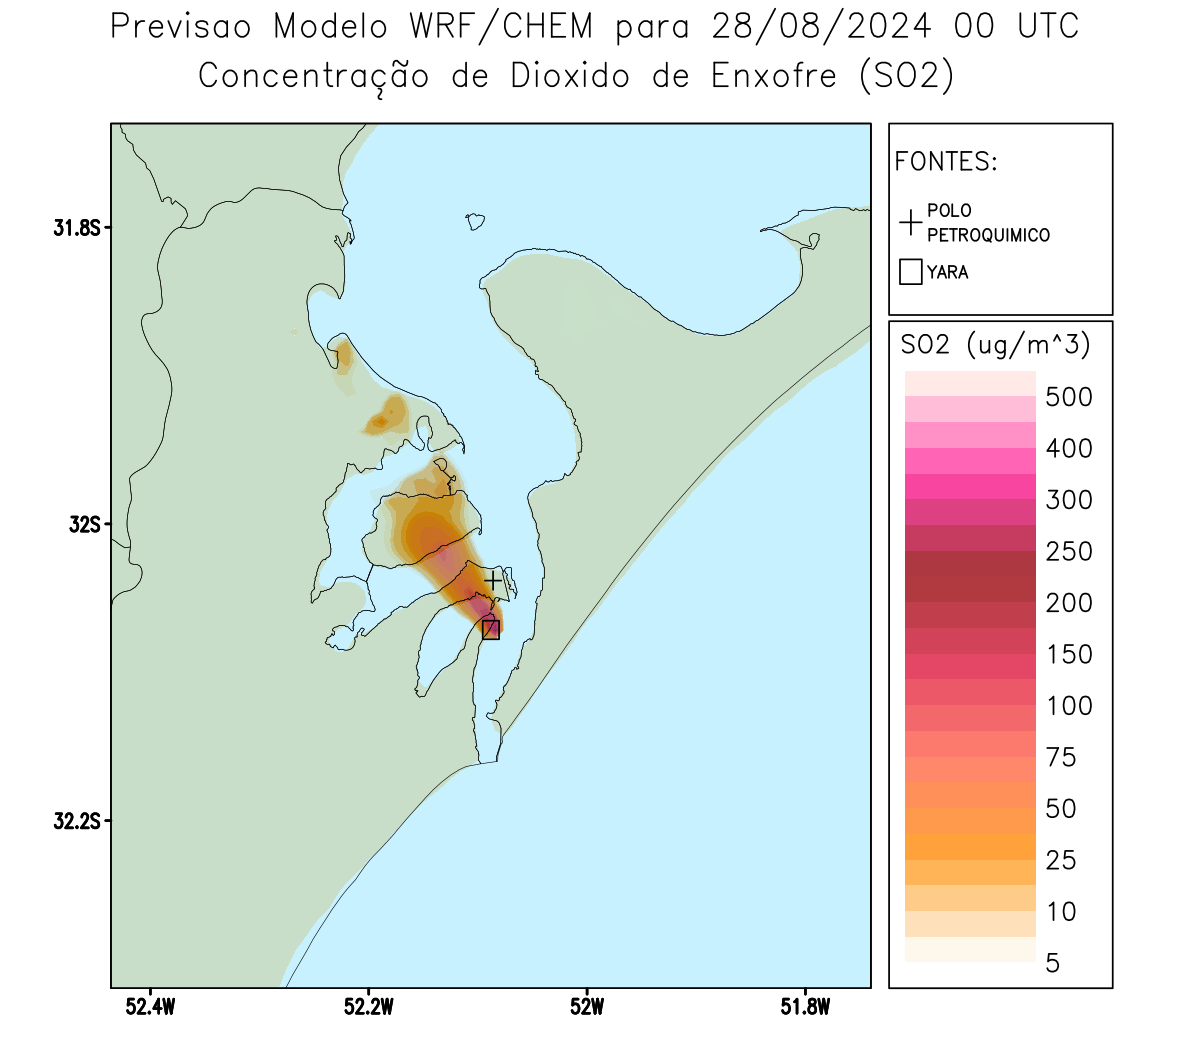 Previsao Modelo WRF/CHEM para 28/08/2024 00 UTC
Concentração de Dioxido de Enxofre (SO2)
FONTES:
POLO
PETROQUIMICO
YARA
SO2 (ug/m^3)
500
400
300
250
200
150
100
75
50
25
10
5
31.8S
32S
32.2S
52.4W
52.2W
52W
51.8W